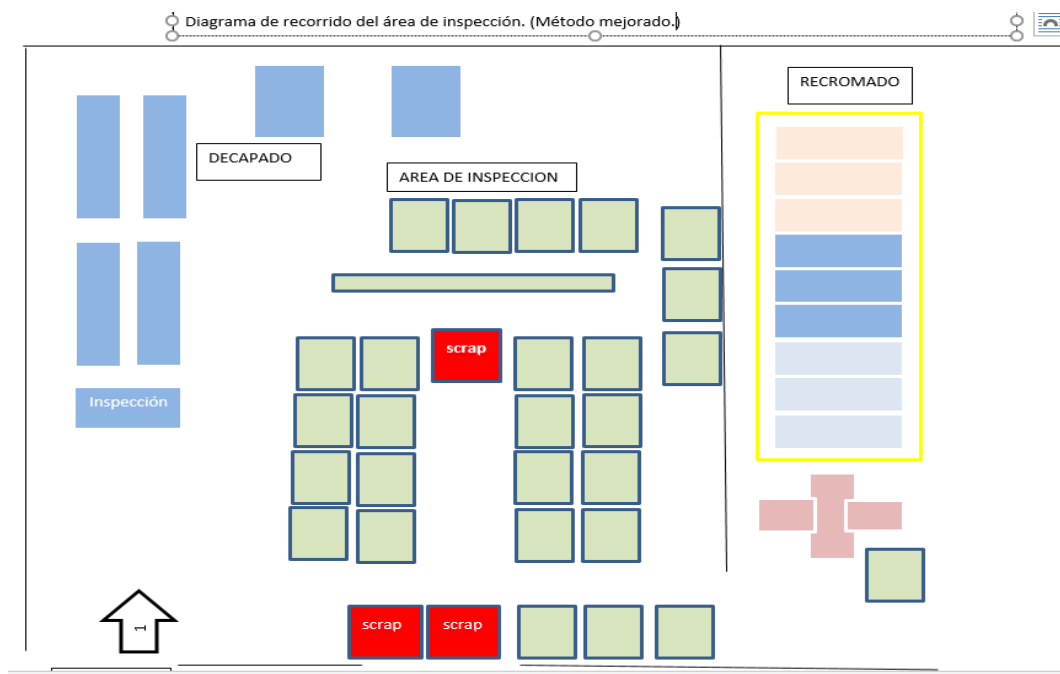 Diagrama de recorrido del área de inspección. (Método mejorado.)
RECROMADO
DECAPADO
AREA DE INSPECCION
scrap
Inspección
1
scrap
scrap